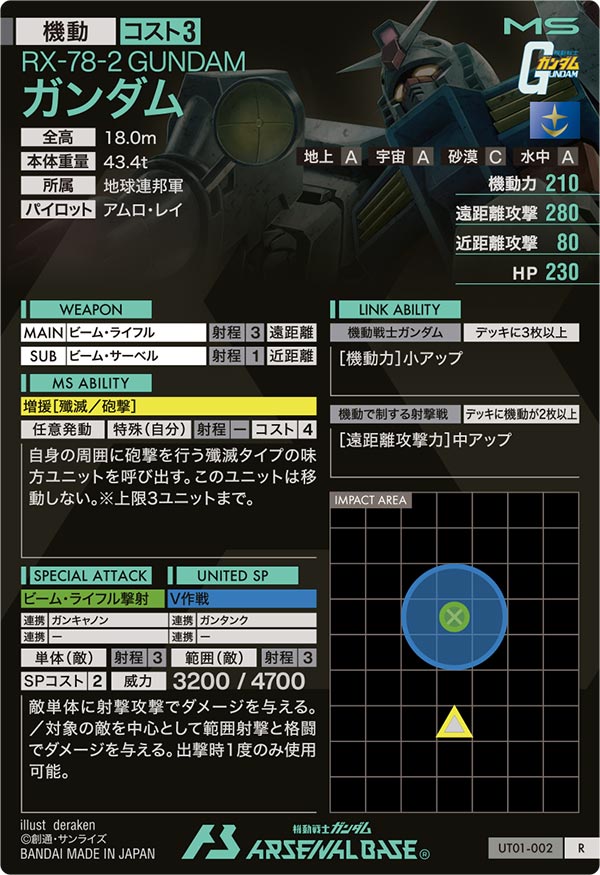 機動 コスト3
MS
RX-78-2 GUNDAM
ガンダム
機動戦士
ガンダム
GUNDAM
全高 18.0m
本体重量 43.4t
所属 地球連邦軍
パイロット アムロ・レイ
地上 A 宇宙 A 砂漠 C 水中 A
機動力 210
遠距離攻撃 280
近距離攻撃 80
HP 230
WEAPON
MAIN ビーム・ライフル 射程 3 遠距離
SUB ビーム・サーベル 射程 1 近距離
MS ABILITY
増援[殲滅／砲撃]
任意発動 特殊(自分) 射程 ー コスト 4
自身の周囲に砲撃を行う殲滅タイプの味
方ユニットを呼び出す。このユニットは移
動しない。※上限3ユニットまで。
LINK ABILITY
機動戦士ガンダム デッキに3枚以上
[機動力]小アップ
機動で制する射撃戦 デッキに機動が2枚以上
[遠距離攻撃力]中アップ
IMPACT AREA
SPECIAL ATTACK UNITED SP
ビーム・ライフル撃射 V作戦
連携 ガンキャノン 連携 ガンタンク
連携 ー 連携 ー
単体(敵) 射程 3 範囲(敵) 射程 3
SPコスト 2 威力 3200 / 4700
敵単体に射撃攻撃でダメージを与える。
／対象の敵を中心として範囲射撃と格闘
でダメージを与える。出撃時1度のみ使用
可能。
illust deraken
©創通・サンライズ
BANDAI MADE IN JAPAN
機動戦士ガンダム
ARSENAL BASE ®
UT01-002 R